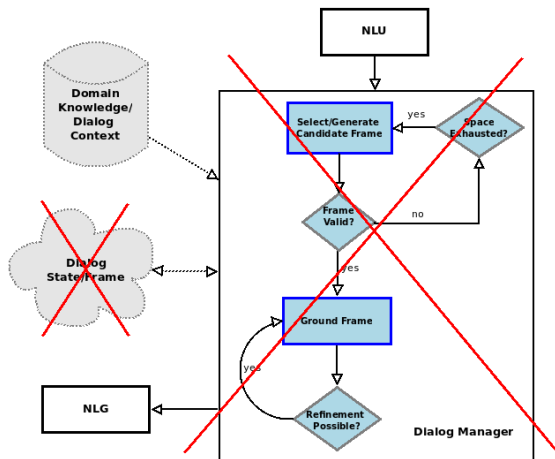 NLU
Domain
Knowledge/
Dialog
Context
Select/Generate
Candidate Frame
yes
Space
Exhausted?
Frame
Valid?
no
Dialog
State/Frame
yes
Ground Frame
yes
NLG
Refinement
Possible?
Dialog Manager